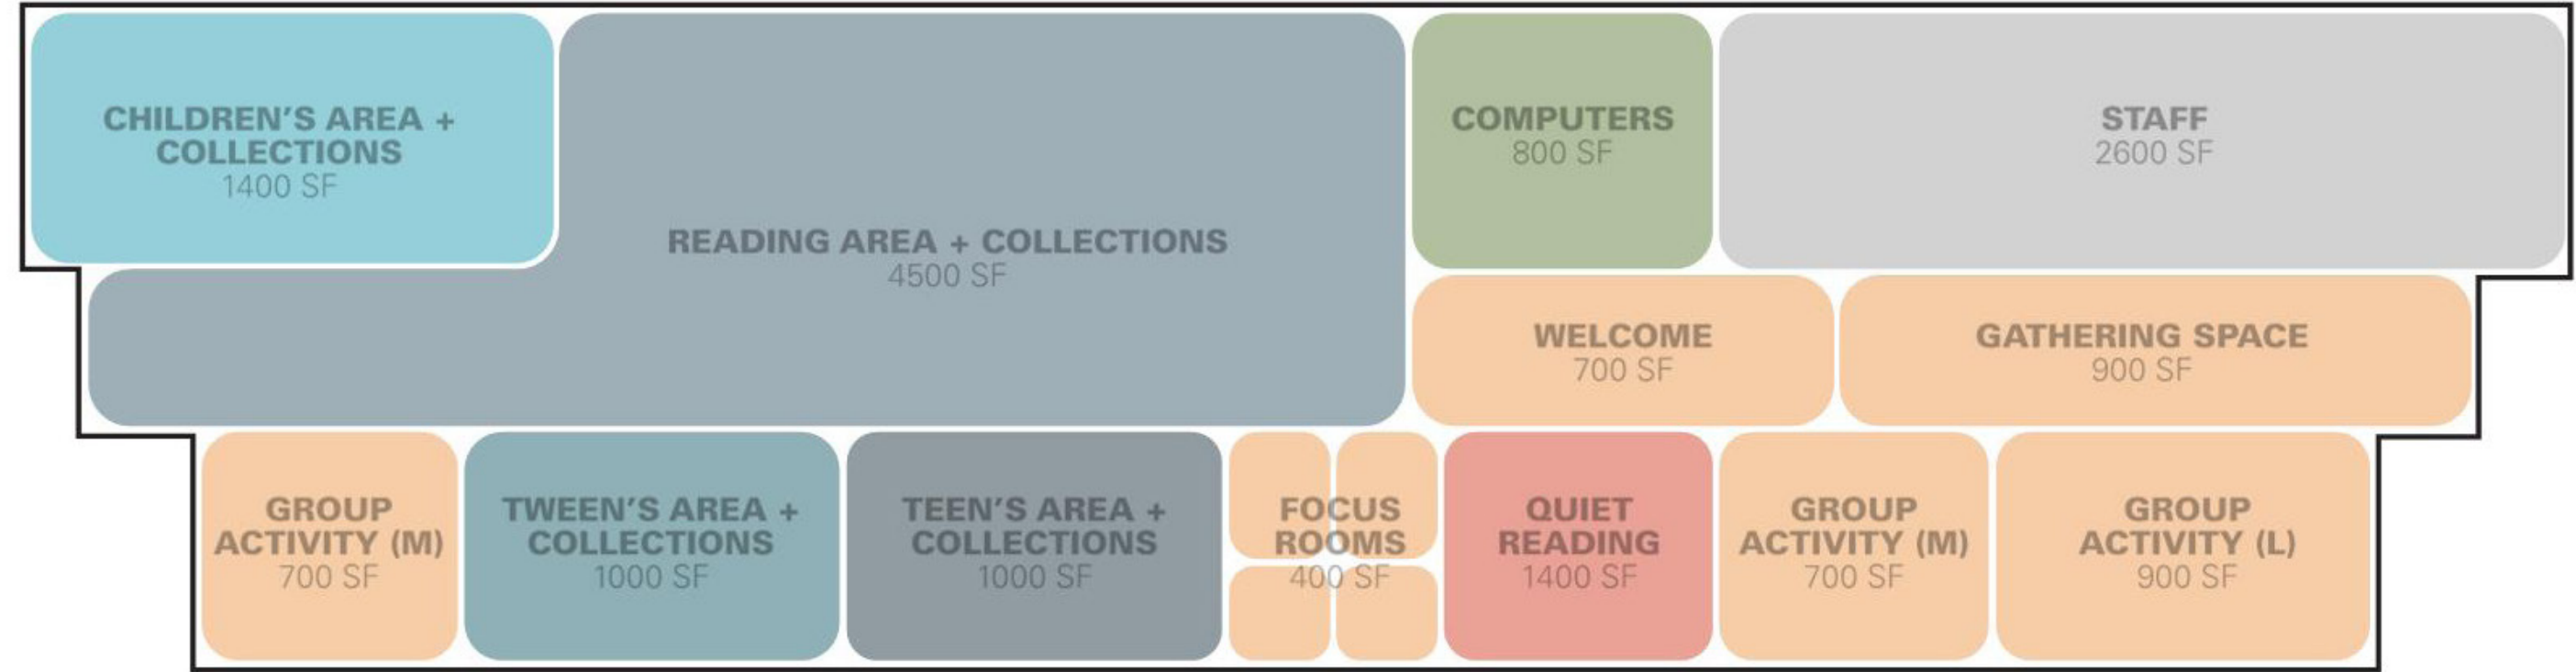 CHILDREN'S AREA +
COLLECTIONS
1400 SF
READING AREA + COLLECTIONS
4500 SF
COMPUTERS
800 SF
STAFF
2600 SF
WELCOME
700 SF
GATHERING SPACE
900 SF
GROUP
ACTIVITY (M)
700 SF
TWEEN'S AREA +
COLLECTIONS
1000 SF
TEEN'S AREA +
COLLECTIONS
1000 SF
FOCUS
ROOMS
400 SF
QUIET
READING
1400 SF
GROUP
ACTIVITY (M)
700 SF
GROUP
ACTIVITY (L)
900 SF